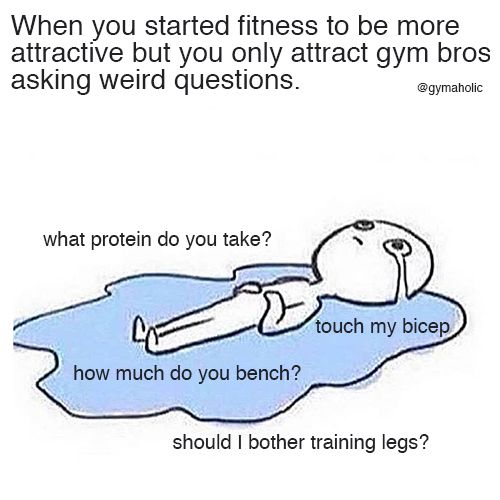 When you started fitness to be more
attractive but you only attract gym bros
asking weird questions.
@gymaholic
what protein do you take?
touch my bicep
how much do you bench?
should I bother training legs?